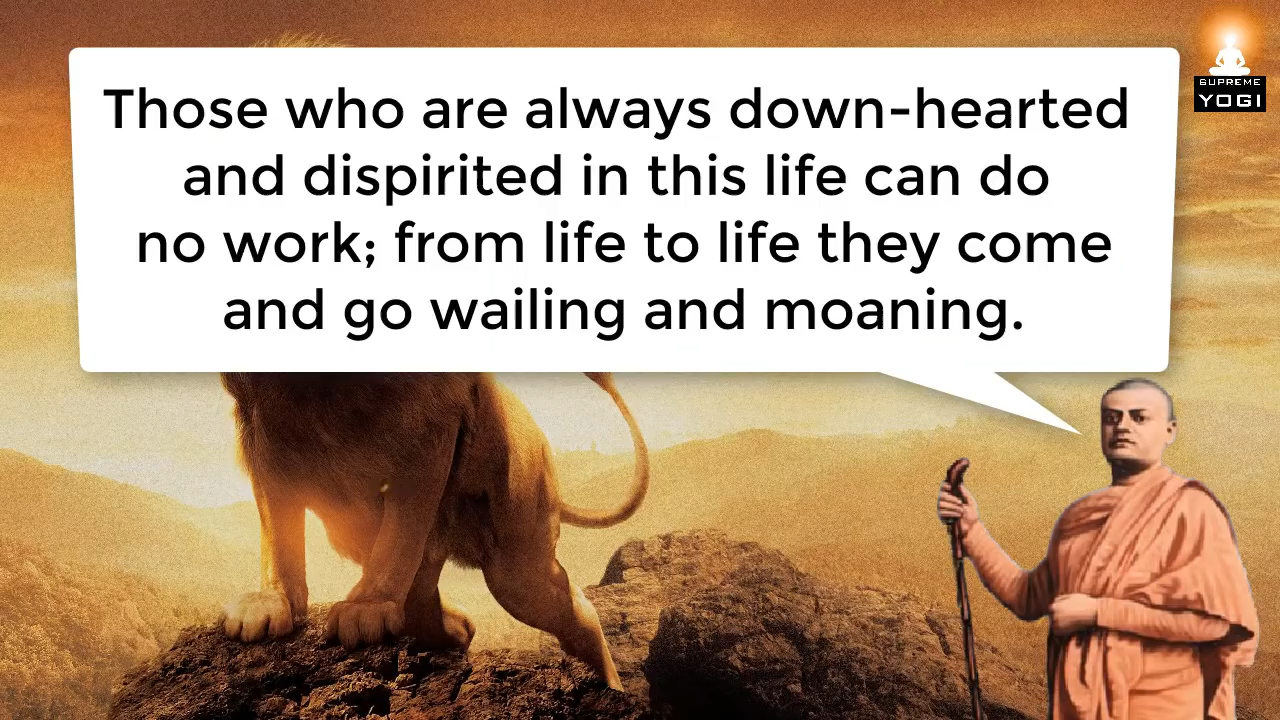 Those who are always down-hearted
and dispirited in this life can do
no work; from life to life they come
and go wailing and moaning.
SUPREME
YOGI